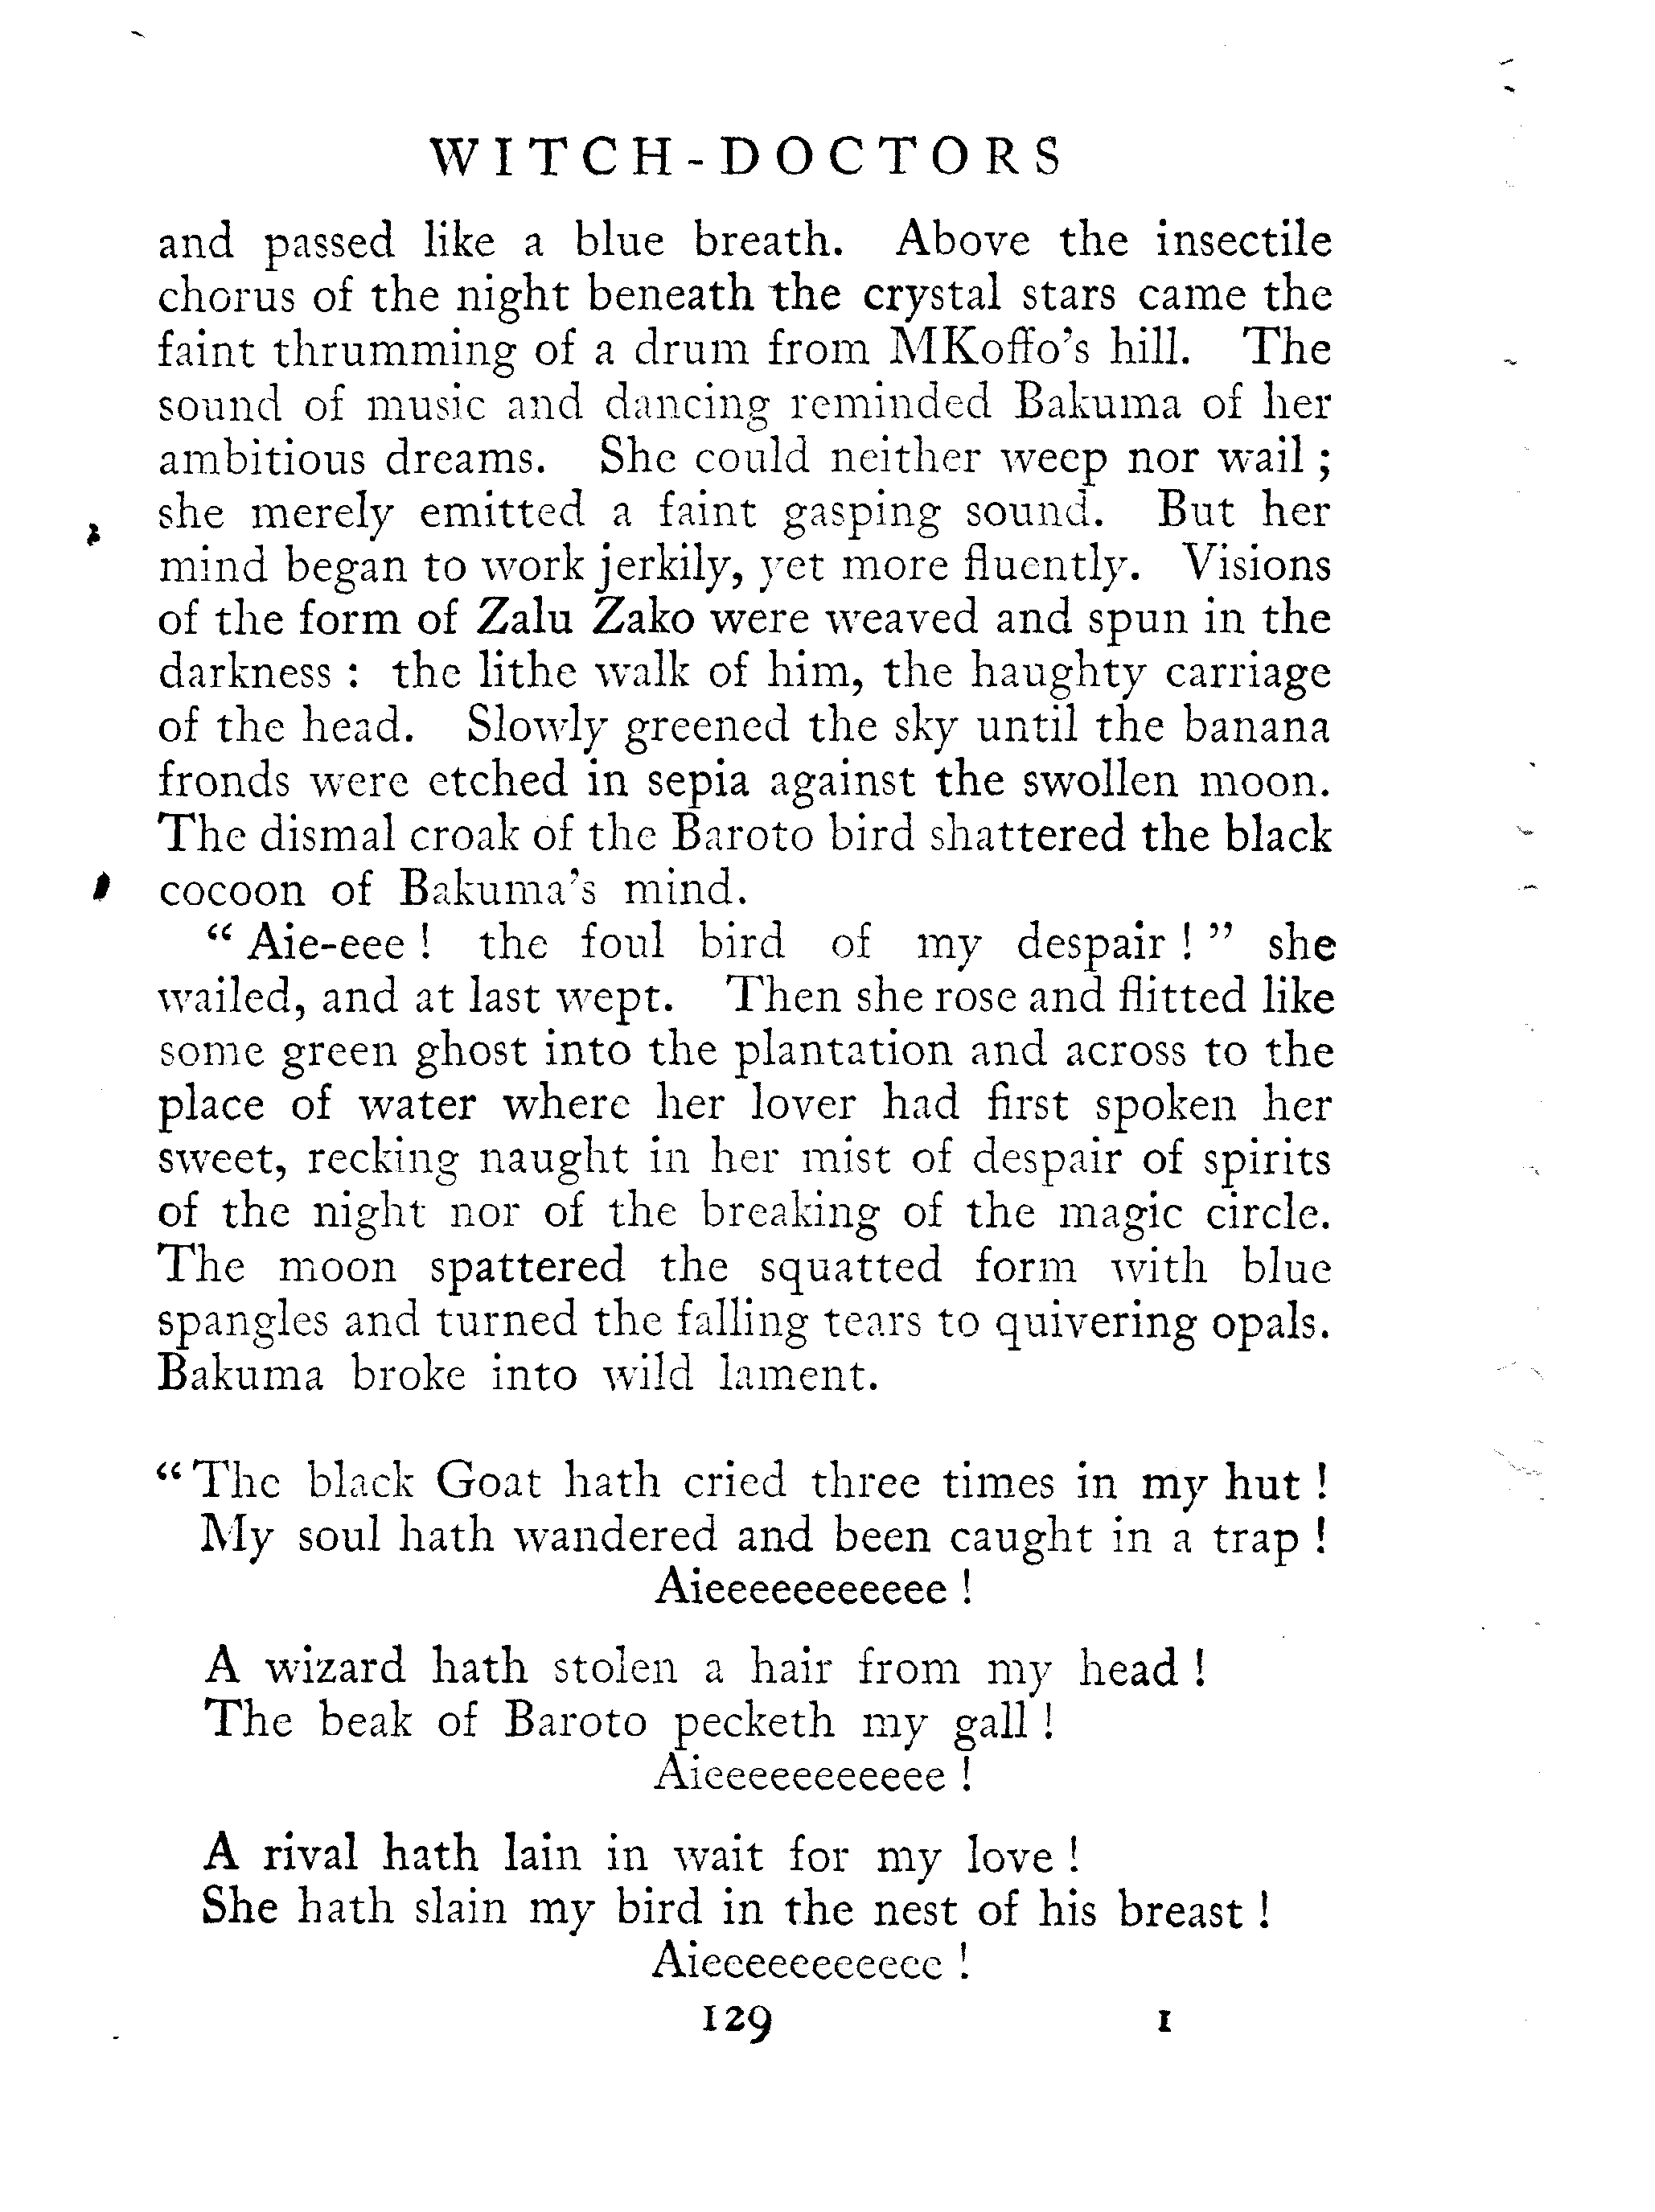 WITCH-DOCTORS
and passed like a blue breath. Above the insectile
chorus of the night beneath the crystal stars came the
faint thrumming of a drum from MKoffo's hill. The
sound of music and dancing reminded Bakuma of her
ambitious dreams. She could neither weep nor wail ;
she merely emitted a faint gasping sound. But her
mind began to work jerkily, yet more fluently. Visions
of the form of Zalu Zako were weaved and spun in the
darkness : the lithe walk of him, the haughty carriage
of the head. Slowly greened the sky until the banana
fronds were etched in sepia against the swollen moon.
The dismal croak of the Baroto bird shattered the black
cocoon of Bakuma's mind.
“ Aie-eee ! the foul bird of my despair ! ” she
wailed, and at last wept. Then she rose and flitted like
some green ghost into the plantation and across to the
place of water where her lover had first spoken her
sweet, recking naught in her mist of despair of spirits
of the night nor of the breaking of the magic circle.
The moon spattered the squatted form with blue
spangles and turned the falling tears to quivering opals.
Bakuma broke into wild lament.
“ The black Goat hath cried three times in my hut !
My soul hath wandered and been caught in a trap !
Aieeeeeeeeeeee !
A wizard hath stolen a hair from my head !
The beak of Baroto pecketh my gall !
Aieeeeeeeeeeee !
A rival hath lain in wait for my love !
She hath slain my bird in the nest of his breast !
Aieeeeeeeeeeee !
129 I